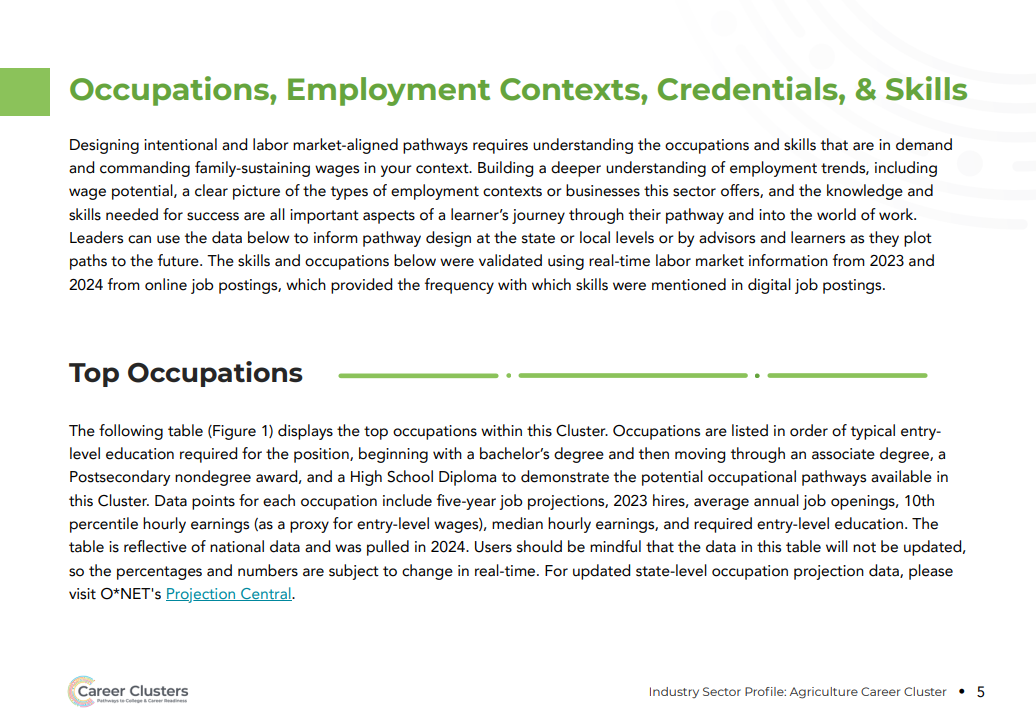 Occupations, Employment Contexts, Credentials, & Skills
Designing intentional and labor market-aligned pathways requires understanding the occupations and skills that are in demand
and commanding family-sustaining wages in your context. Building a deeper understanding of employment trends, including
wage potential, a clear picture of the types of employment contexts or businesses this sector offers, and the knowledge and
skills needed for success are all important aspects of a learner’s journey through their pathway and into the world of work.
Leaders can use the data below to inform pathway design at the state or local levels or by advisors and learners as they plot
paths to the future. The skills and occupations below were validated using real-time labor market information from 2023 and
2024 from online job postings, which provided the frequency with which skills were mentioned in digital job postings.
Top Occupations
The following table (Figure 1) displays the top occupations within this Cluster. Occupations are listed in order of typical entry-
level education required for the position, beginning with a bachelor’s degree and then moving through an associate degree, a
Postsecondary nondegree award, and a High School Diploma to demonstrate the potential occupational pathways available in
this Cluster. Data points for each occupation include five-year job projections, 2023 hires, average annual job openings, 10th
percentile hourly earnings (as a proxy for entry-level wages), median hourly earnings, and required entry-level education. The
table is reflective of national data and was pulled in 2024. Users should be mindful that the data in this table will not be updated,
so the percentages and numbers are subject to change in real-time. For updated state-level occupation projection data, please
visit O*NET's Projection Central.
Career Clusters
Pathways to College & Career Readiness
Industry Sector Profile: Agriculture Career Cluster • 5